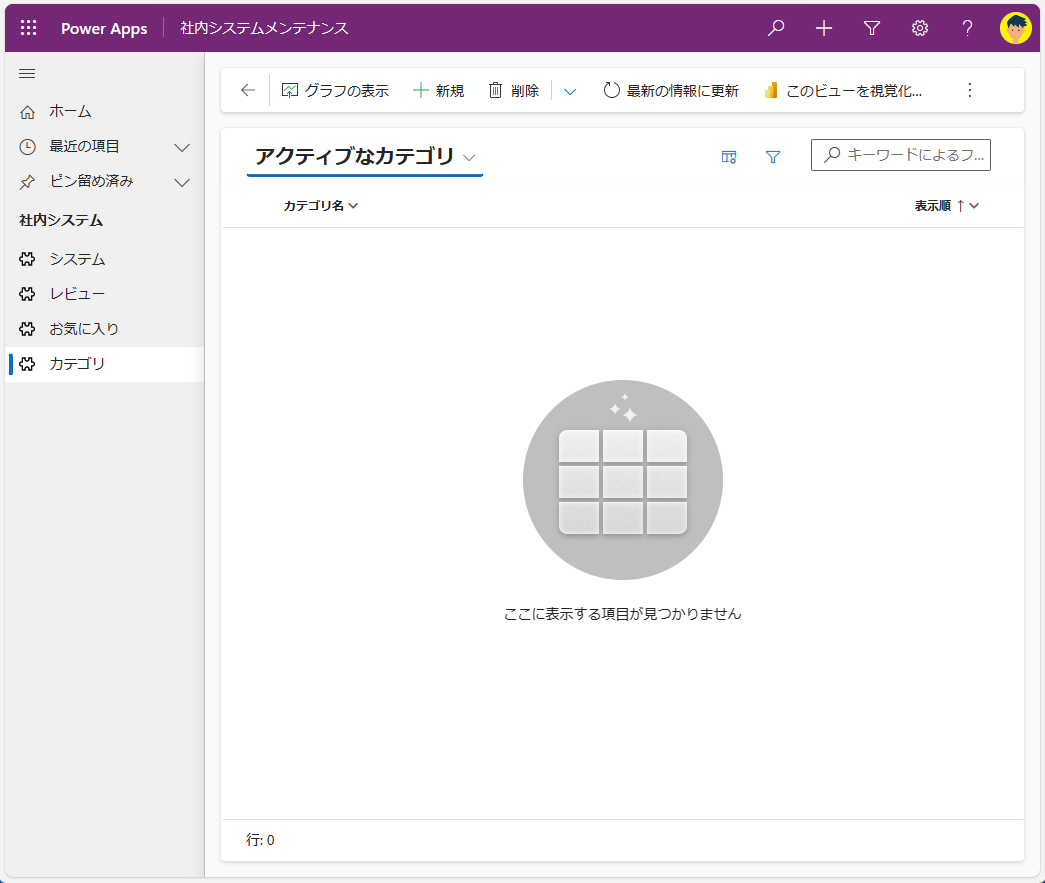 Power Apps 社内システムメンテナンス
ホーム
最近の項目
ピン留め済み
社内システム
システム
レビュー
お気に入り
カテゴリ
グラフの表示 新規 削除 最新の情報に更新 このビューを視覚化...
アクティブなカテゴリ キーワードによるフ...
カテゴリ名 表示順 ↑
ここに表示する項目が見つかりません
行: 0